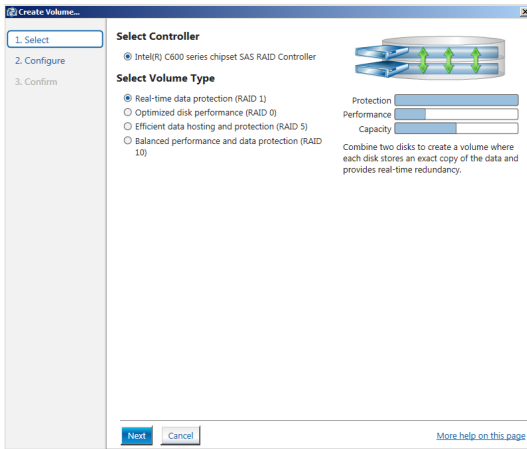 Create Volume...
1. Select
2. Configure
3. Confirm
Select Controller
Intel(R) C600 series chipset SAS RAID Controller
Select Volume Type
Real-time data protection (RAID 1)
Optimized disk performance (RAID 0)
Efficient data hosting and protection (RAID 5)
Balanced performance and data protection (RAID
10)
Protection
Performance
Capacity
Combine two disks to create a volume where
each disk stores an exact copy of the data and
provides real-time redundancy.
Next
Cancel
More help on this page